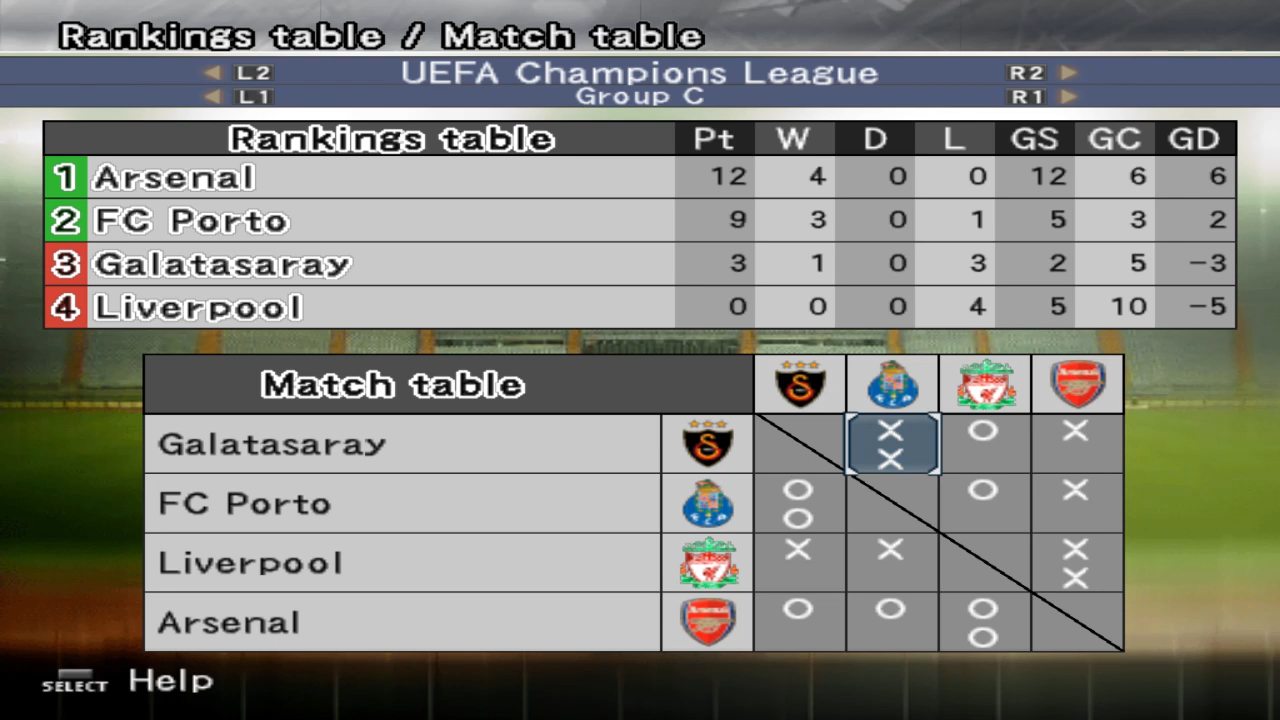 Rankings table / Match table
L2 UEFA Champions League R2
L1 Group C R1
Rankings table Pt W D L GS GC GD
1 Arsenal 12 4 0 0 12 6 6
2 FC Porto 9 3 0 1 5 3 2
3 Galatasaray 3 1 0 3 2 5 -3
4 Liverpool 0 0 0 4 5 10 -5
Match table
Galatasaray
FC Porto
Liverpool
Arsenal
SELECT Help